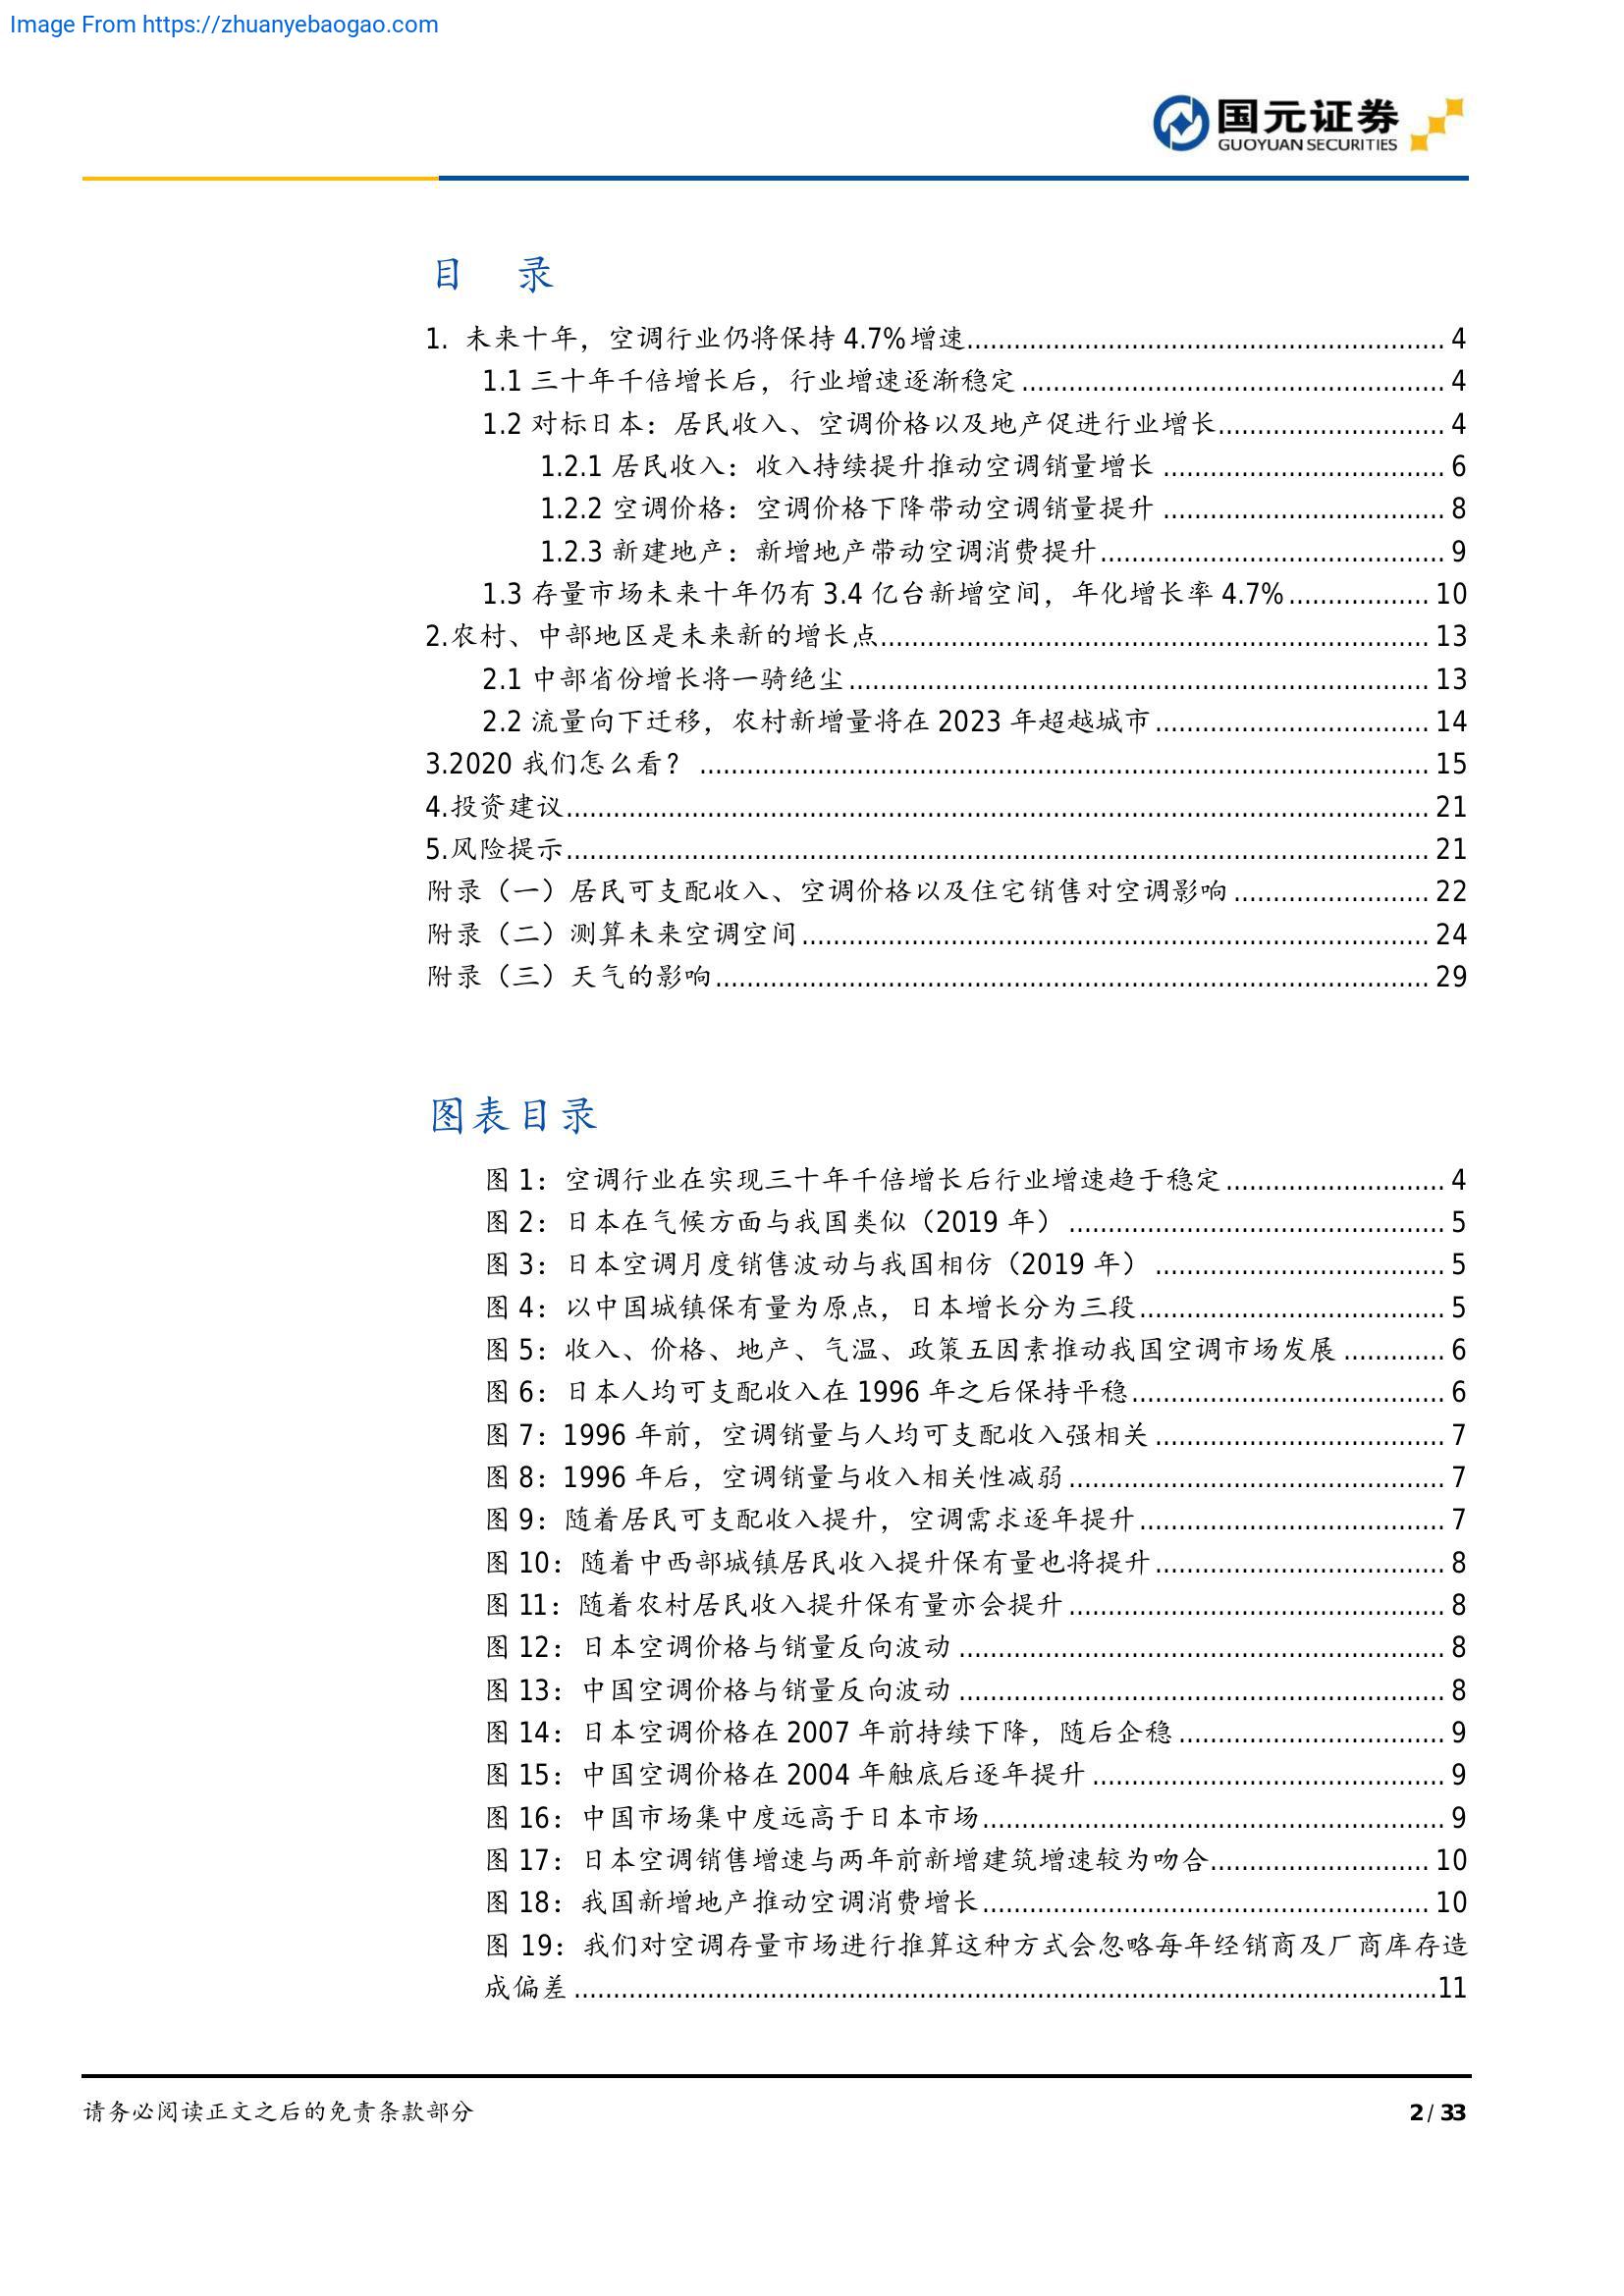 Image From https://zhuanyebaogao.com
国元证券
GUOYUAN SECURITIES
目 录
1. 未来十年，空调行业仍将保持 4.7%增速.......... 4
1.1 三十年千倍增长后，行业增速逐渐稳定.......... 4
1.2 对标日本：居民收入、空调价格以及地产促进行业增长.......... 4
1.2.1 居民收入：收入持续提升推动空调销量增长.......... 6
1.2.2 空调价格：空调价格下降带动空调销量提升.......... 8
1.2.3 新建地产：新增地产带动空调消费提升.......... 9
1.3 存量市场未来十年仍有 3.4 亿台新增空间，年化增长率 4.7%.......... 10
2.农村、中部地区是未来新的增长点.......... 13
2.1 中部省份增长将一骑绝尘.......... 13
2.2 流量向下迁移，农村新增量将在 2023 年超越城市.......... 14
3.2020 我们怎么看？.......... 15
4.投资建议.......... 21
5.风险提示.......... 21
附录（一）居民可支配收入、空调价格以及住宅销售对空调影响.......... 22
附录（二）测算未来空调空间.......... 24
附录（三）天气的影响.......... 29
图表目录
图 1：空调行业在实现三十年千倍增长后行业增速趋于稳定.......... 4
图 2：日本在气候方面与我国类似（2019 年）.......... 5
图 3：日本空调月度销售波动与我国相仿（2019 年）.......... 5
图 4：以中国城镇保有量为原点，日本增长分为三段.......... 5
图 5：收入、价格、地产、气温、政策五因素推动我国空调市场发展.......... 6
图 6：日本人均可支配收入在 1996 年之后保持平稳.......... 6
图 7：1996 年前，空调销量与人均可支配收入强相关.......... 7
图 8：1996 年后，空调销量与收入相关性减弱.......... 7
图 9：随着居民可支配收入提升，空调需求逐年提升.......... 7
图 10：随着中西部城镇居民收入提升保有量也将提升.......... 8
图 11：随着农村居民收入提升保有量亦会提升.......... 8
图 12：日本空调价格与销量反向波动.......... 8
图 13：中国空调价格与销量反向波动.......... 8
图 14：日本空调价格在 2007 年前持续下降，随后企稳.......... 9
图 15：中国空调价格在 2004 年触底后逐年提升.......... 9
图 16：中国市场集中度远高于日本市场.......... 9
图 17：日本空调销售增速与两年前新增建筑增速较为吻合.......... 10
图 18：我国新增地产推动空调消费增长.......... 10
图 19：我们对空调存量市场进行推算这种方式会忽略每年经销商及厂商库存造
成偏差..........11
请务必阅读正文之后的免责条款部分
2 / 33